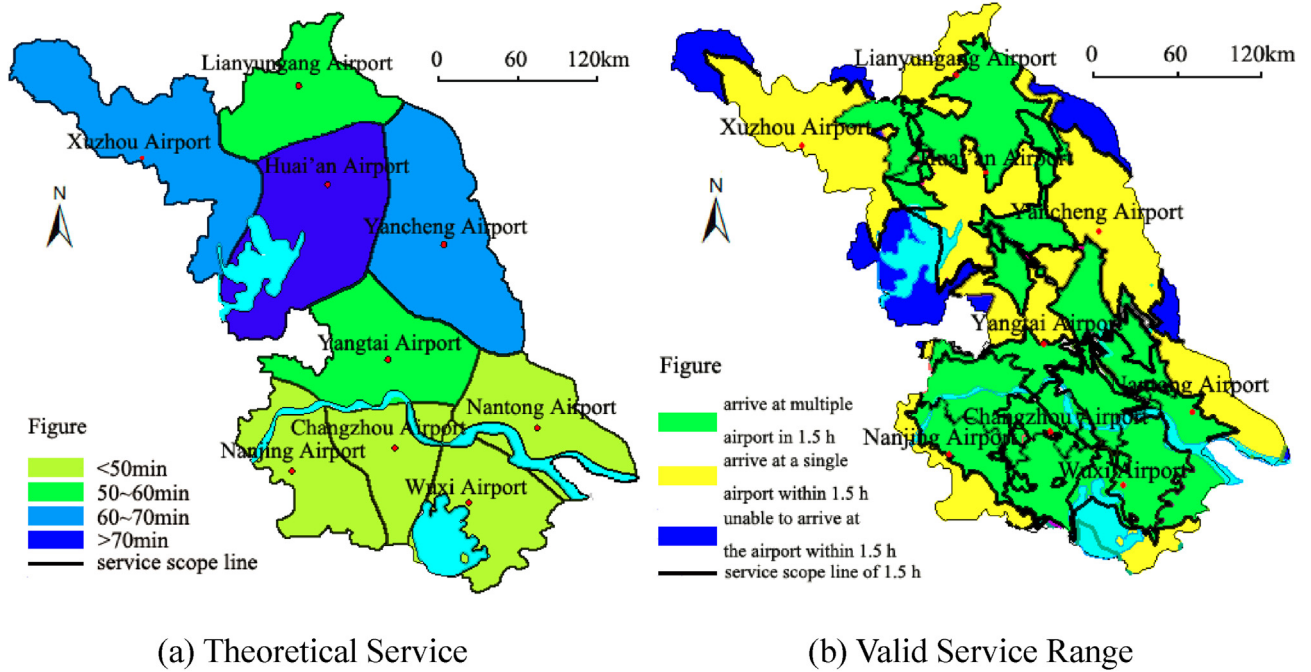 Lianyungang Airport
0 60 120km
Xuzhou Airport
Huai'an Airport
N
Yancheng Airport
Yangtai Airport
Nantong Airport
Changzhou Airport
Nanjing Airport
Wuxi Airport
Figure
<50min
50~60min
60~70min
>70min
service scope line
(a) Theoretical Service
Lianyungang Airport
0 60 120km
Xuzhou Airport
Huai'an Airport
N
Yancheng Airport
Yangtai Airport
Nantong Airport
Changzhou Airport
Nanjing Airport
Wuxi Airport
Figure
arrive at multiple
airport in 1.5 h
arrive at a single
airport within 1.5 h
unable to arrive at
the airport within 1.5 h
service scope line of 1.5 h
(b) Valid Service Range